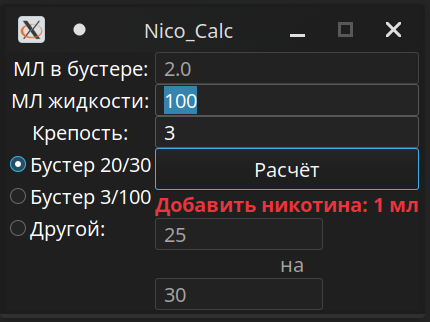 Nico_Calc
МЛ в бустере: 2.0
МЛ жидкости: 100
Крепость: 3
Бустер 20/30 Расчёт
Бустер 3/100 Добавить никотина: 1 мл
Другой: 25
на
30